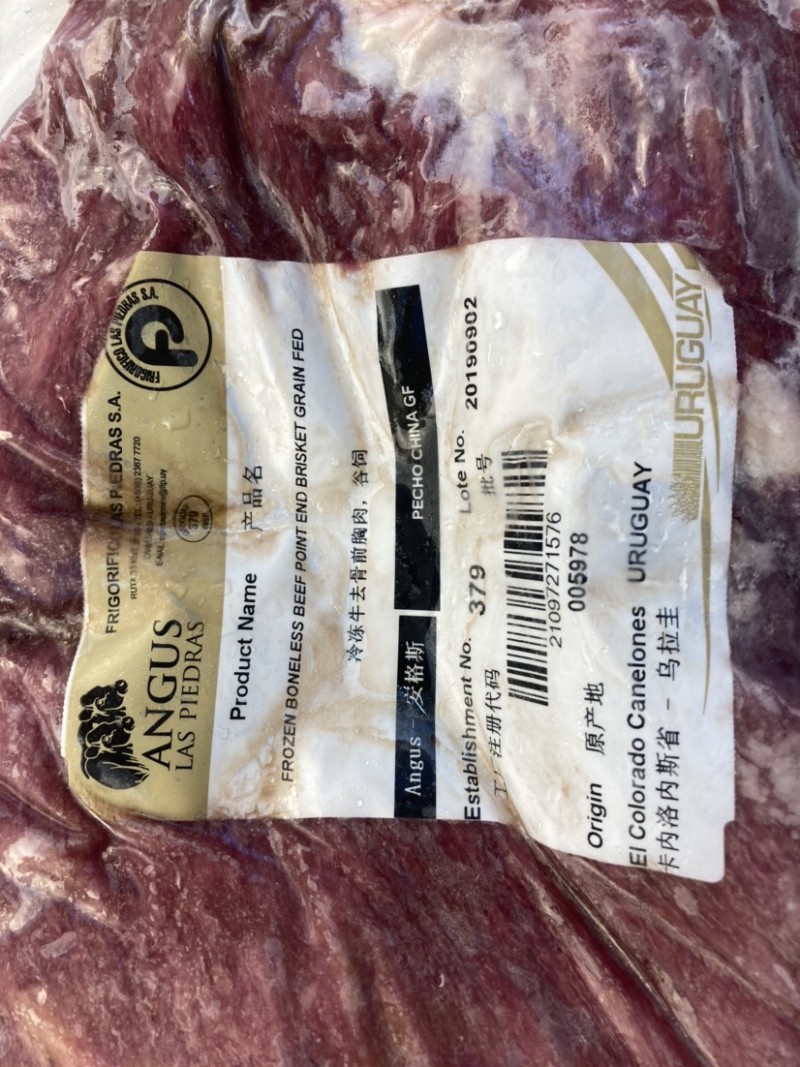 FRIGORIFICO LAS PIEDRAS S.A.
FRIGORIFICO LAS PIEDRAS S.A.
ANGUS
LAS PIEDRAS
379
Product Name 产品名
FROZEN BONELESS BEEF POINT END BRISKET GRAIN FED
冷冻牛去骨前胸肉，谷饲
Angus - 安格斯
PECHO CHINA GF
Establishment No. 379
工厂注册代码
Lote No. 20190902
批号
21097271576
005978
Origin 原产地
El Colorado Canelones URUGUAY
卡内洛内斯省 - 乌拉圭
URUGUAY